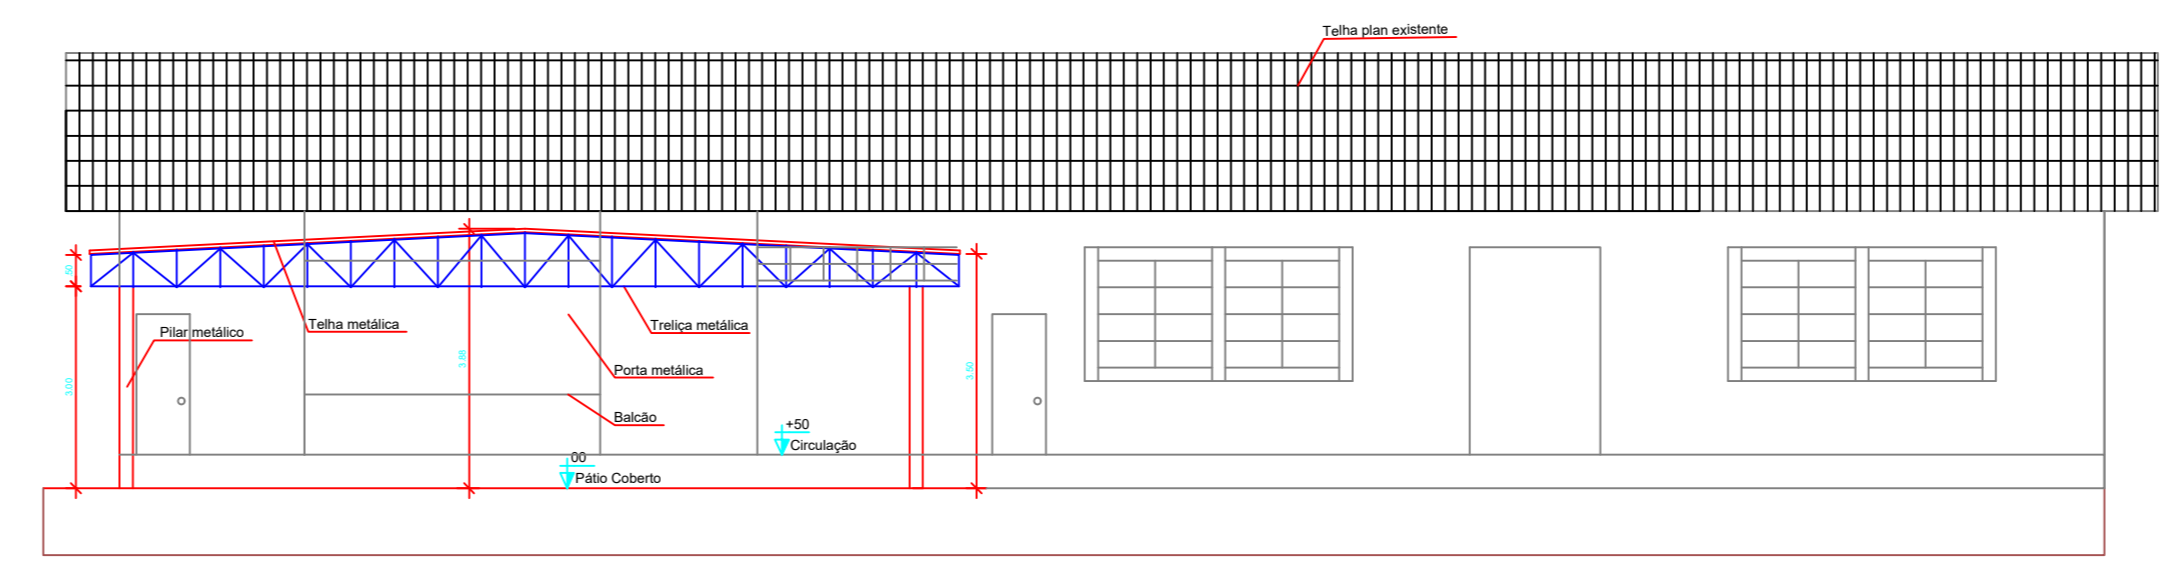 Telha plan existente
.50
Telha metálica
Treliça metálica
Pilar metálico
3.88
3.50
Porta metálica
3.00
Balcão
+50
Circulação
00
Pátio Coberto